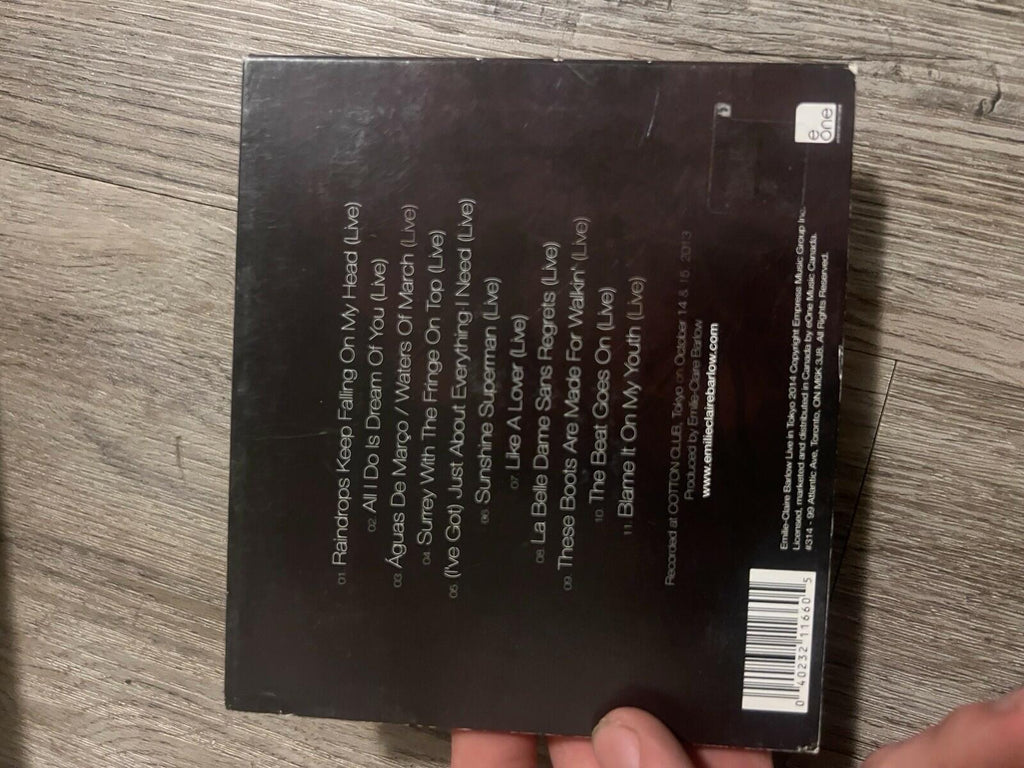 01 Raindrops Keep Falling On My Head (Live)
02 All I Do Is Dream Of You (Live)
03 Águas De Março / Waters Of March (Live)
04 Surrey With The Fringe On Top (Live)
05 (I've Got) Just About Everything I Need (Live)
06 Sunshine Superman (Live)
07 Like A Lover (Live)
08 La Belle Dame Sans Regrets (Live)
09 These Boots Are Made For Walkin' (Live)
10 The Beat Goes On (Live)
11 Blame It On My Youth (Live)
Recorded at COTTON CLUB, Tokyo on October 14 & 15, 2013
Produced by Emilie-Claire Barlow
www.emilieclairebarlow.com
Emilie-Claire Barlow Live in Tokyo 2014 Copyright Empress Music Group Inc.
Licensed, marketed and distributed in Canada by eOne Music Canada.
#314 - 99 Atlantic Ave, Toronto, ON M6K 3J8. All Rights Reserved.
0 40232 11660 5
eOne